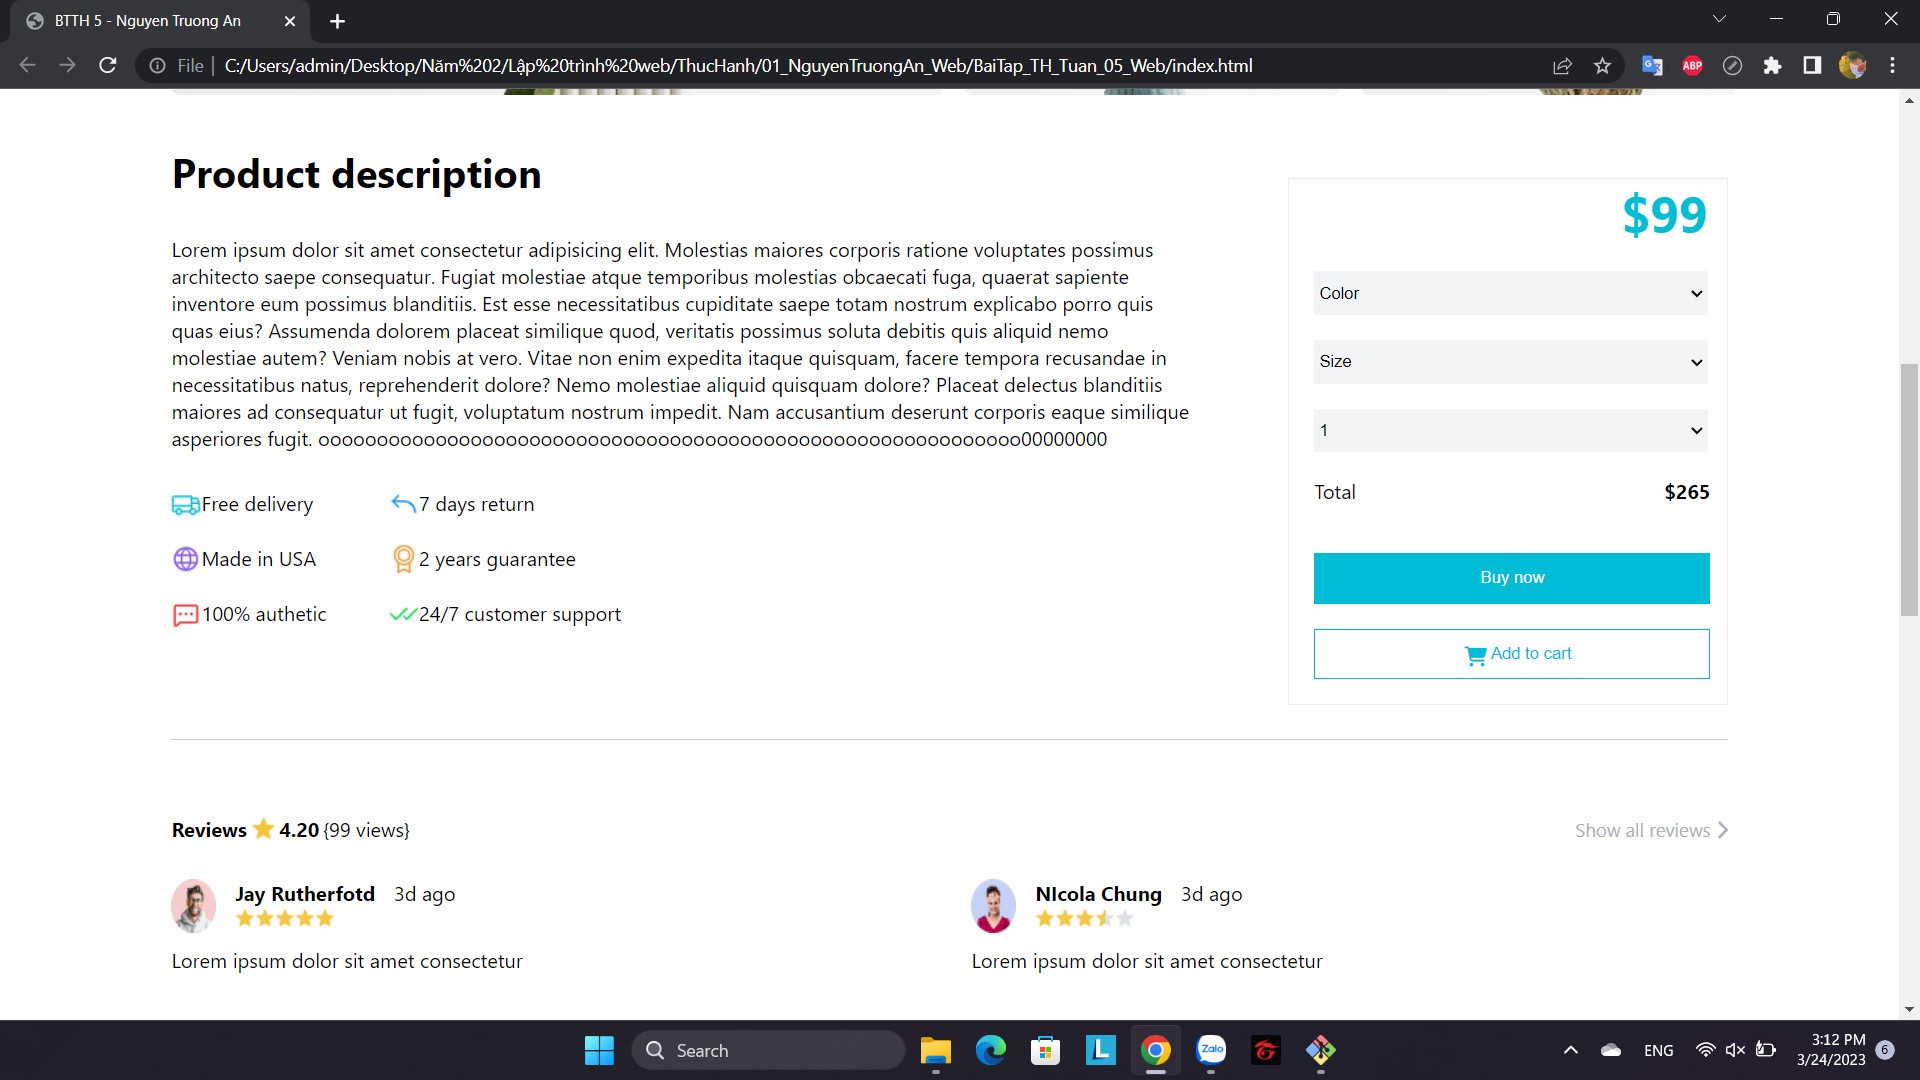 BTTH 5 - Nguyen Truong An
File
C:/Users/admin/Desktop/Năm%202/Lập%20trình%20web/ThucHanh/01_NguyenTruongAn_Web/BaiTap_TH_Tuan_05_Web/index.html
ABP
Product description
Lorem ipsum dolor sit amet consectetur adipisicing elit. Molestias maiores corporis ratione voluptates possimus
architecto saepe consequatur. Fugiat molestiae atque temporibus molestias obcaecati fuga, quaerat sapiente
inventore eum possimus blanditiis. Est esse necessitatibus cupiditate saepe totam nostrum explicabo porro quis
quas eius? Assumenda dolorem placeat similique quod, veritatis possimus soluta debitis quis aliquid nemo
molestiae autem? Veniam nobis at vero. Vitae non enim expedita itaque quisquam, facere tempora recusandae in
necessitatibus natus, reprehenderit dolore? Nemo molestiae aliquid quisquam dolore? Placeat delectus blanditiis
maiores ad consequatur ut fugit, voluptatum nostrum impedit. Nam accusantium deserunt corporis eaque similique
asperiores fugit.
Free delivery
7 days return
Made in USA
2 years guarantee
100% authetic
24/7 customer support
$99
Color
Size
1
Total
$265
Buy now
Add to cart
Reviews 4.20 {99 views}
Show all reviews
Jay Rutherfotd 3d ago
Lorem ipsum dolor sit amet consectetur
NIcola Chung 3d ago
Lorem ipsum dolor sit amet consectetur
Search
L
Zalo
ENG
3:12 PM
3/24/2023
6